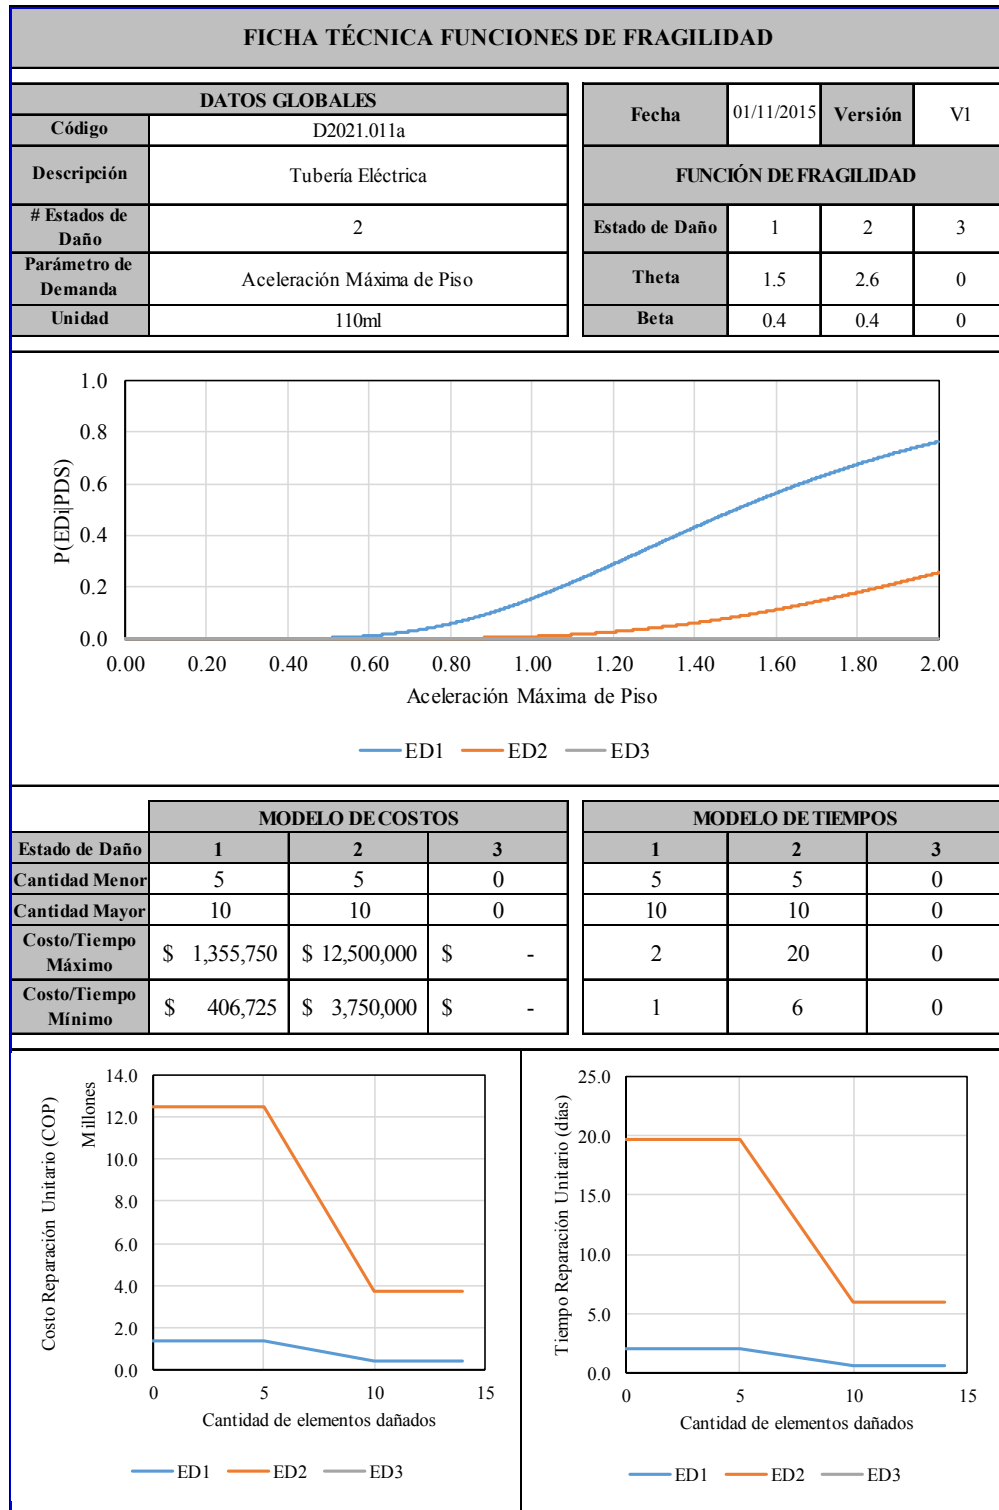 FICHA TÉCNICA FUNCIONES DE FRAGILIDAD
DATOS GLOBALES
Código D2021.011a
Descripción Tubería Eléctrica
# Estados de Daño 2
Parámetro de Demanda Aceleración Máxima de Piso
Unidad 110ml
Fecha 01/11/2015 Versión V1
FUNCIÓN DE FRAGILIDAD
Estado de Daño 1 2 3
Theta 1.5 2.6 0
Beta 0.4 0.4 0
P(EDi|PDS)
1.0
0.8
0.6
0.4
0.2
0.0
0.00 0.20 0.40 0.60 0.80 1.00 1.20 1.40 1.60 1.80 2.00
Aceleración Máxima de Piso
ED1 ED2 ED3
MODELO DE COSTOS MODELO DE TIEMPOS
Estado de Daño 1 2 3 1 2 3
Cantidad Menor 5 5 0 5 5 0
Cantidad Mayor 10 10 0 10 10 0
Costo/Tiempo Máximo $ 1,355,750 $ 12,500,000 $ - 2 20 0
Costo/Tiempo Mínimo $ 406,725 $ 3,750,000 $ - 1 6 0
Costo Reparación Unitario (COP)
Millones
14.0
12.0
10.0
8.0
6.0
4.0
2.0
0.0
0 5 10 15
Cantidad de elementos dañados
ED1 ED2 ED3
Tiempo Reparación Unitario (días)
25.0
20.0
15.0
10.0
5.0
0.0
0 5 10 15
Cantidad de elementos dañados
ED1 ED2 ED3